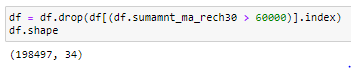 df = df.drop(df[(df.sumamnt_ma_rech30 > 60000)].index)
df.shape
(198497, 34)